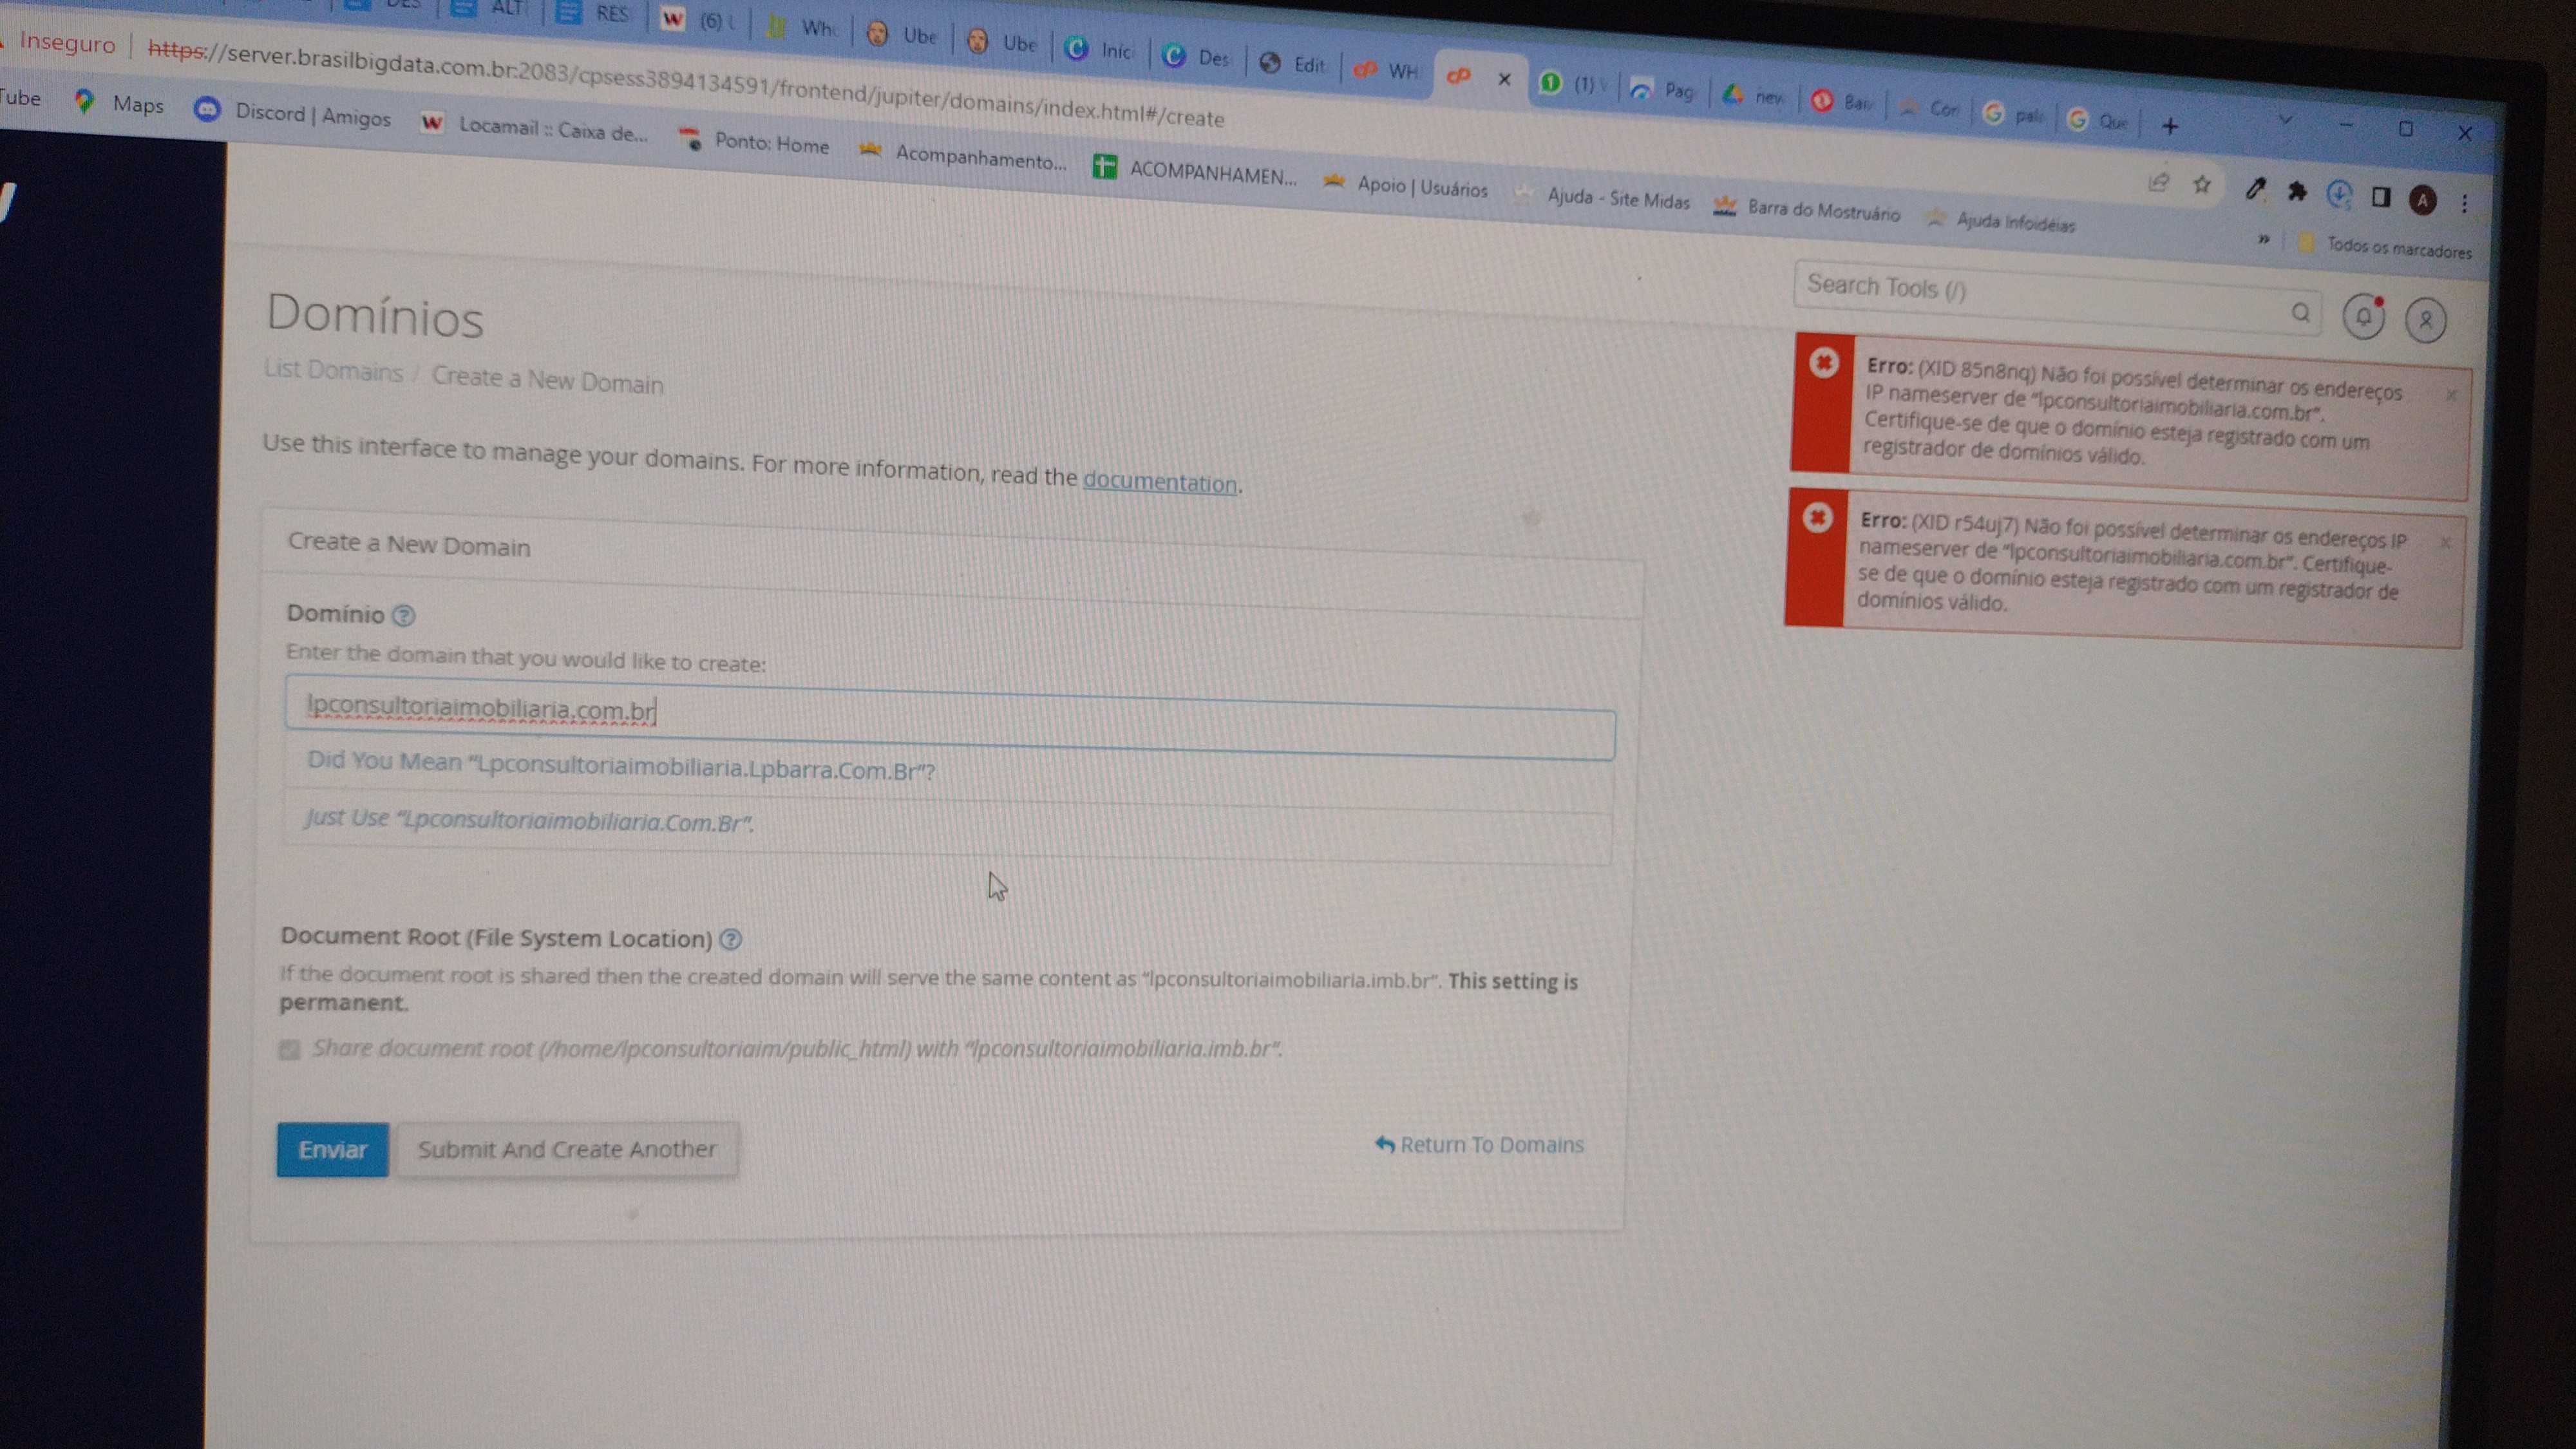 ALT
RES
(6)
Ube
Ube
Iníc
Des
Edit
WH
(1)
Pag
nev
Con
Que
Inseguro
https://server.brasilbigdata.com.br:2083/cpsess3894134591/frontend/jupiter/domains/index.html#/create
Tube
Maps
Discord | Amigos
Locamail :: Caixa de...
Ponto: Home
Acompanhamento...
ACOMPANHAMEN...
Apoio | Usuários
Ajuda - Site Midas
Barra do Mostruário
Ajuda Infoidéias
»
Todos os marcadores
Search Tools (/)
Domínios
List Domains / Create a New Domain
Use this interface to manage your domains. For more information, read the documentation.
Create a New Domain
Domínio
Enter the domain that you would like to create:
lpconsultoriaimobiliaria.com.br
Did You Mean “Lpconsultoriaimobiliaria.Lpbarra.Com.Br”?
Just Use “Lpconsultoriaimobiliaria.Com.Br”.
Document Root (File System Location)
If the document root is shared then the created domain will serve the same content as “lpconsultoriaimobiliaria.imb.br”. This setting is
permanent.
Share document root (/home/lpconsultoriaim/public_html) with “lpconsultoriaimobiliaria.imb.br”.
Enviar
Submit And Create Another
Return To Domains
Erro: (XID 85n8nq) Não foi possível determinar os endereços
IP nameserver de “lpconsultoriaimobiliaria.com.br”.
Certifique-se de que o domínio esteja registrado com um
registrador de domínios válido.
Erro: (XID r54uj7) Não foi possível determinar os endereços IP
nameserver de “lpconsultoriaimobiliaria.com.br”. Certifique-
se de que o domínio esteja registrado com um registrador de
domínios válido.